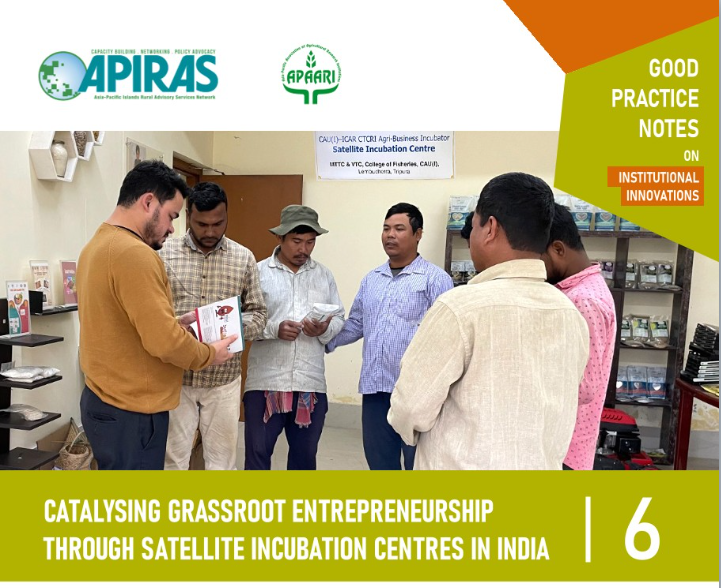 CAPACITY BUILDING · NETWORKING · POLICY ADVOCACY
APIRAS
Asia-Pacific Islands Rural Advisory Services Network
APAARI
GOOD
PRACTICE
NOTES
ON
INSTITUTIONAL
INNOVATIONS
CAU(I)-ICAR CTCRI Agri-Business Incubator
Satellite Incubation Centre
MTTC & VTC, College of Fisheries, CAU(I),
Lembucherra, Tripura
CATALYSING GRASSROOT ENTREPRENEURSHIP
THROUGH SATELLITE INCUBATION CENTRES IN INDIA
6